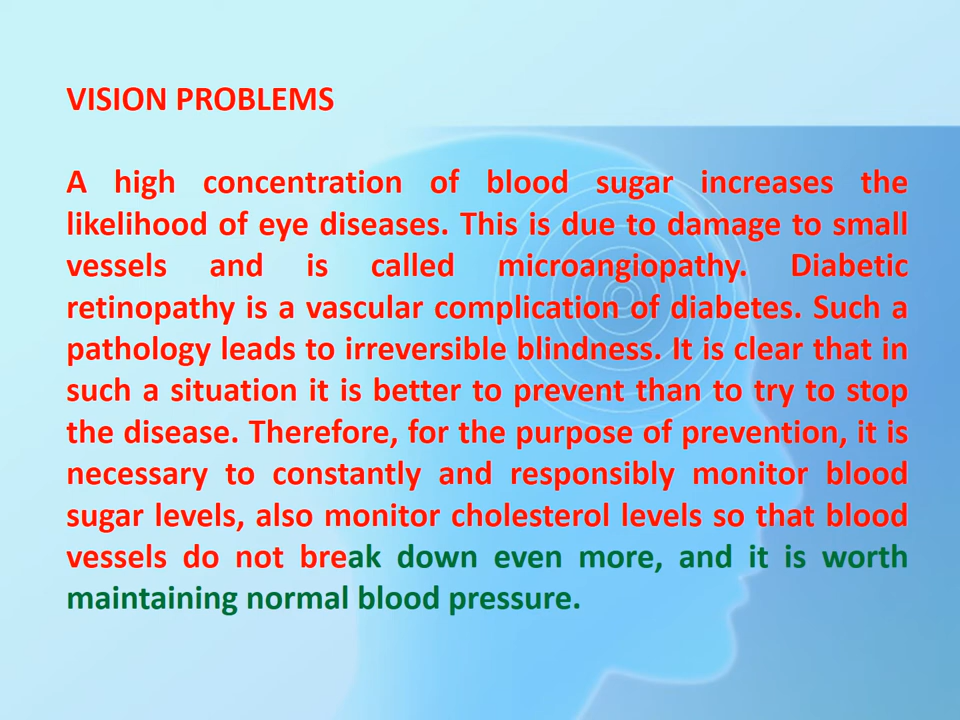 VISION PROBLEMS
A high concentration of blood sugar increases the
likelihood of eye diseases. This is due to damage to small
vessels and is called microangiopathy. Diabetic
retinopathy is a vascular complication of diabetes. Such a
pathology leads to irreversible blindness. It is clear that in
such a situation it is better to prevent than to try to stop
the disease. Therefore, for the purpose of prevention, it is
necessary to constantly and responsibly monitor blood
sugar levels, also monitor cholesterol levels so that blood
vessels do not break down even more, and it is worth
maintaining normal blood pressure.